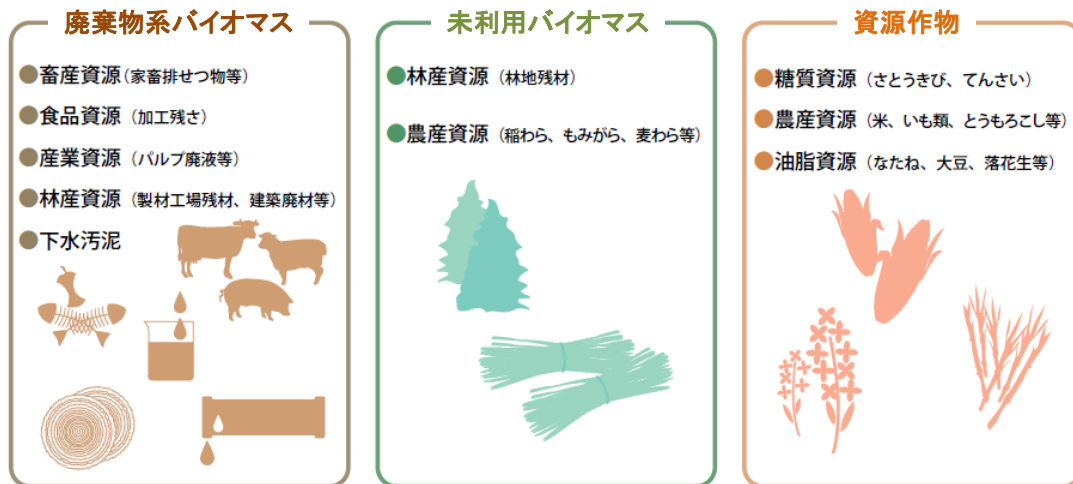 廃棄物系バイオマス
●畜産資源（家畜排せつ物等）
●食品資源（加工残さ）
●産業資源（パルプ廃液等）
●林産資源（製材工場残材、建築廃材等）
●下水汚泥
未利用バイオマス
●林産資源（林地残材）
●農産資源（稲わら、もみがら、麦わら等）
資源作物
●糖質資源（さとうきび、てんさい）
●農産資源（米、いも類、とうもろこし等）
●油脂資源（なたね、大豆、落花生等）